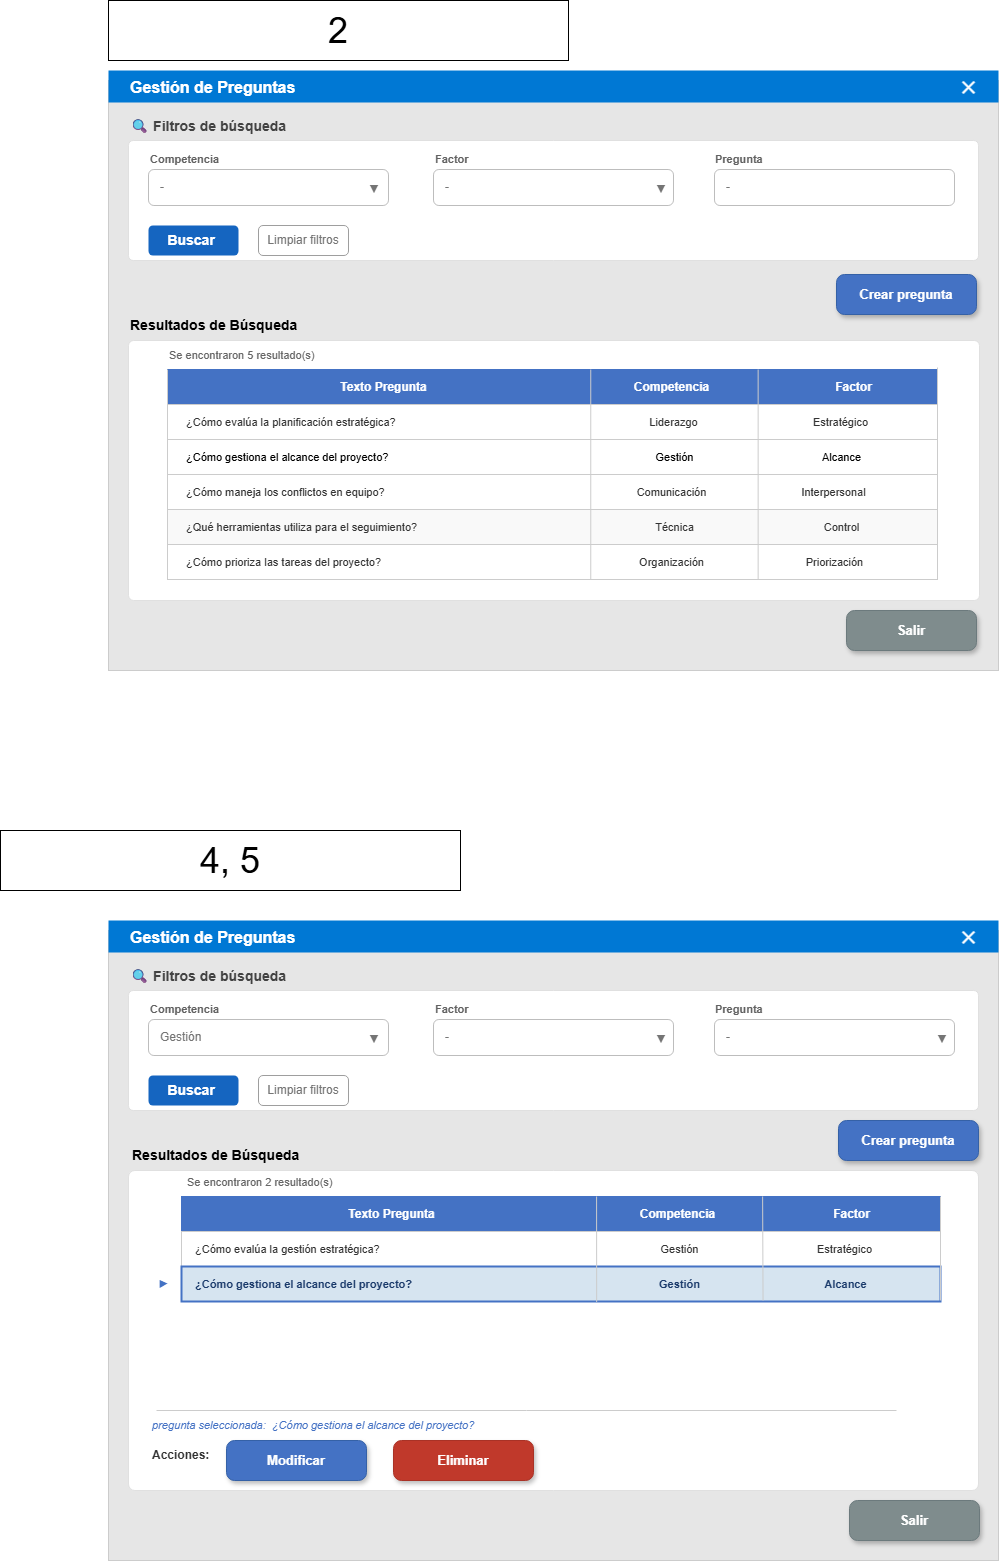 2
Gestión de Preguntas
Filtros de búsqueda
Competencia Factor Pregunta
- - -
Buscar Limpiar filtros
Crear pregunta
Resultados de Búsqueda
Se encontraron 5 resultado(s)
Texto Pregunta Competencia Factor
¿Cómo evalúa la planificación estratégica? Liderazgo Estratégico
¿Cómo gestiona el alcance del proyecto? Gestión Alcance
¿Cómo maneja los conflictos en equipo? Comunicación Interpersonal
¿Qué herramientas utiliza para el seguimiento? Técnica Control
¿Cómo prioriza las tareas del proyecto? Organización Priorización
Salir
4, 5
Gestión de Preguntas
Filtros de búsqueda
Competencia Factor Pregunta
Gestión - -
Buscar Limpiar filtros
Crear pregunta
Resultados de Búsqueda
Se encontraron 2 resultado(s)
Texto Pregunta Competencia Factor
¿Cómo evalúa la gestión estratégica? Gestión Estratégico
¿Cómo gestiona el alcance del proyecto? Gestión Alcance
pregunta seleccionada: ¿Cómo gestiona el alcance del proyecto?
Acciones: Modificar Eliminar
Salir